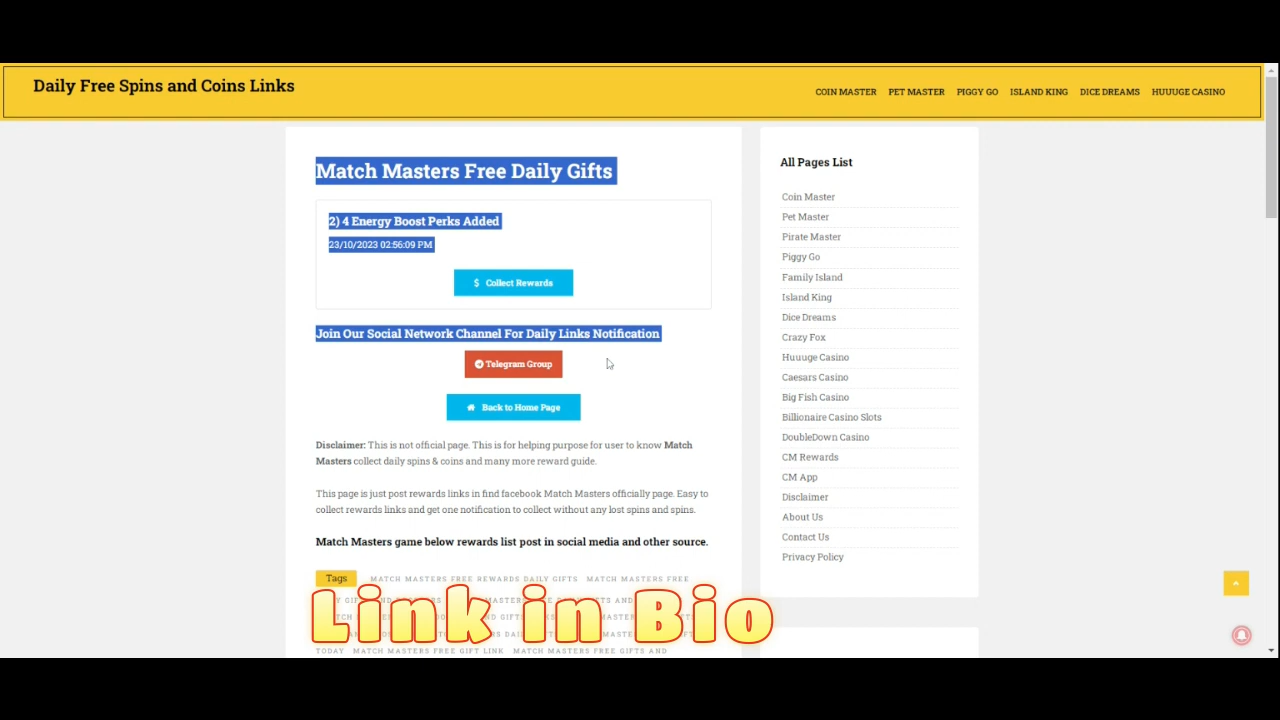 Daily Free Spins and Coins Links
COIN MASTER PET MASTER PIGGY GO ISLAND KING DICE DREAMS HUUUGE CASINO
Match Masters Free Daily Gifts
2) 4 Energy Boost Perks Added
23/10/2023 02:56:09 PM
$ Collect Rewards
Join Our Social Network Channel For Daily Links Notification
Telegram Group
Back to Home Page
Disclaimer: This is not official page. This is for helping purpose for user to know Match
Masters collect daily spins & coins and many more reward guide.
This page is just post rewards links in find facebook Match Masters officially page. Easy to
collect rewards links and get one notification to collect without any lost spins and spins.
Match Masters game below rewards list post in social media and other source.
Tags MATCH MASTERS FREE REWARDS DAILY GIFTS MATCH MASTERS FREE
TODAY MATCH MASTERS FREE GIFT LINK MATCH MASTERS FREE GIFTS AND
Link in Bio
All Pages List
Coin Master
Pet Master
Pirate Master
Piggy Go
Family Island
Island King
Dice Dreams
Crazy Fox
Huuuge Casino
Caesars Casino
Big Fish Casino
Billionaire Casino Slots
DoubleDown Casino
CM Rewards
CM App
Disclaimer
About Us
Contact Us
Privacy Policy